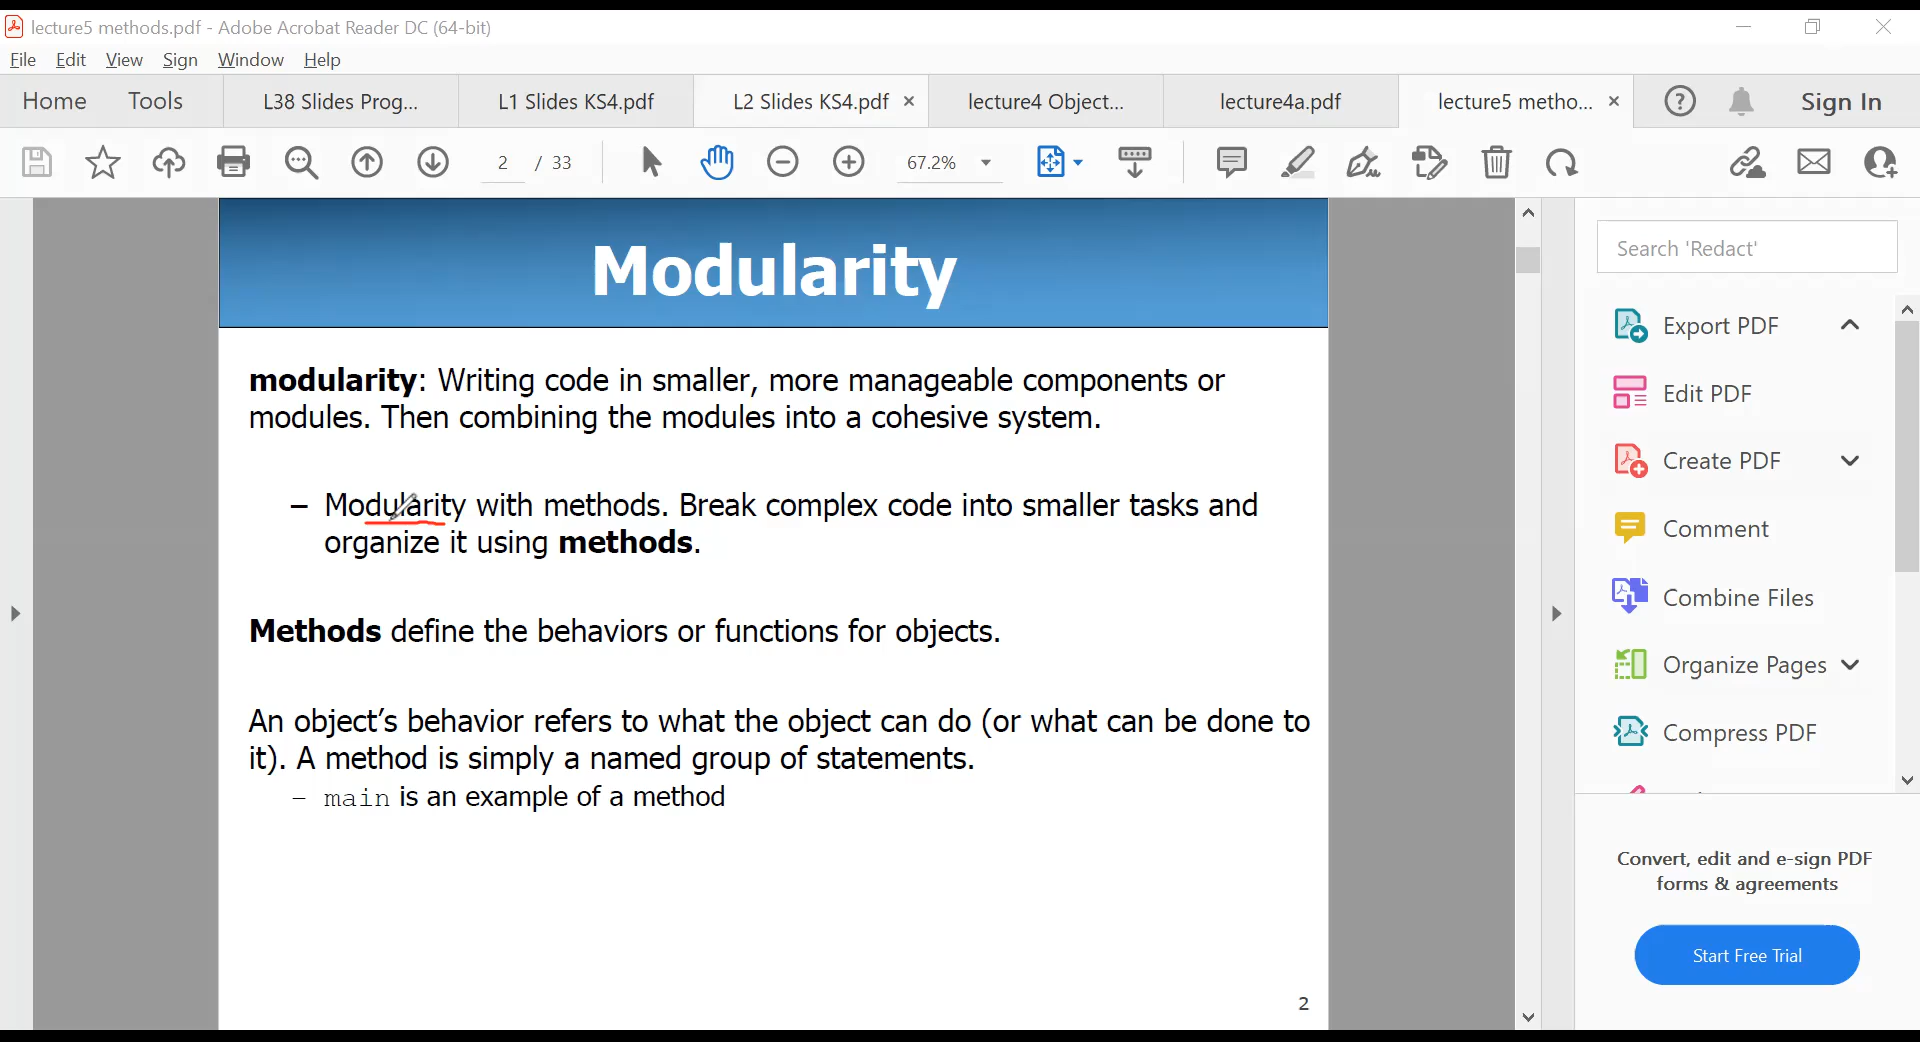 lecture5 methods.pdf - Adobe Acrobat Reader DC (64-bit)
File Edit View Sign Window Help
Home Tools L38 Slides Prog... L1 Slides KS4.pdf L2 Slides KS4.pdf × lecture4 Object... lecture4a.pdf lecture5 metho... × Sign In
2 / 33 67.2%
Modularity
modularity: Writing code in smaller, more manageable components or
modules. Then combining the modules into a cohesive system.
– Modularity with methods. Break complex code into smaller tasks and
organize it using methods.
Methods define the behaviors or functions for objects.
An object’s behavior refers to what the object can do (or what can be done to
it). A method is simply a named group of statements.
– main is an example of a method
2
Search 'Redact'
Export PDF
Edit PDF
Create PDF
Comment
Combine Files
Organize Pages
Compress PDF
Convert, edit and e-sign PDF
forms & agreements
Start Free Trial